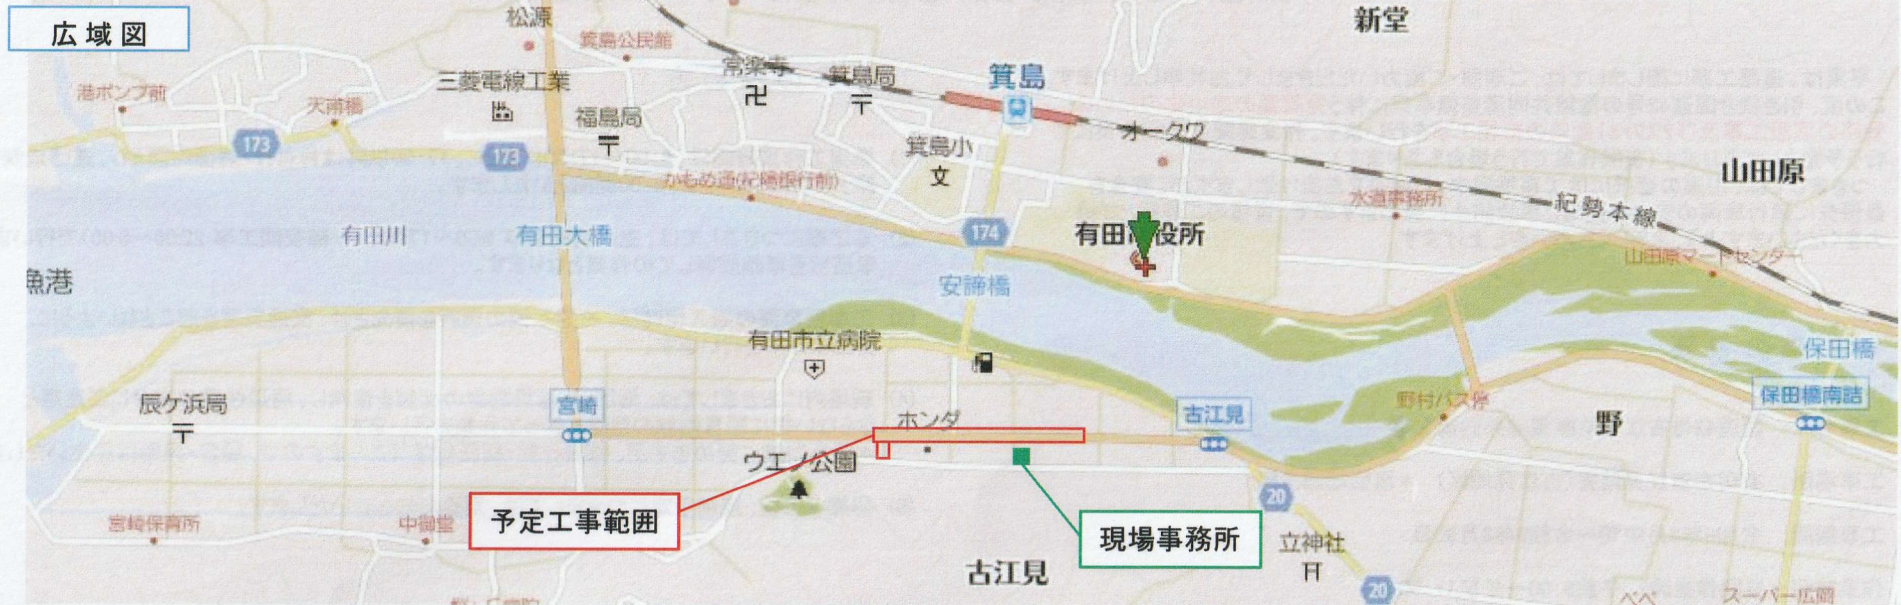 広域図
松源
新堂
箕島公民館
常楽寺
箕島局
箕島
三菱電線工業
港ポンプ前
天甫橋
福島局
オークワ
173
173
箕島小
文
山田原
かもめ通(紀陽銀行前)
水道事務所
紀勢本線
有田川
有田大橋
174
有田市役所
山田原マートセンター
漁港
安諦橋
有田市立病院
保田橋
辰ケ浜局
宮崎
ホンダ
古江見
野村バス停
野
保田橋南詰
ウエノ公園
20
宮崎保育所
中御堂
予定工事範囲
現場事務所
立神社
古江見
20
スーパー広岡